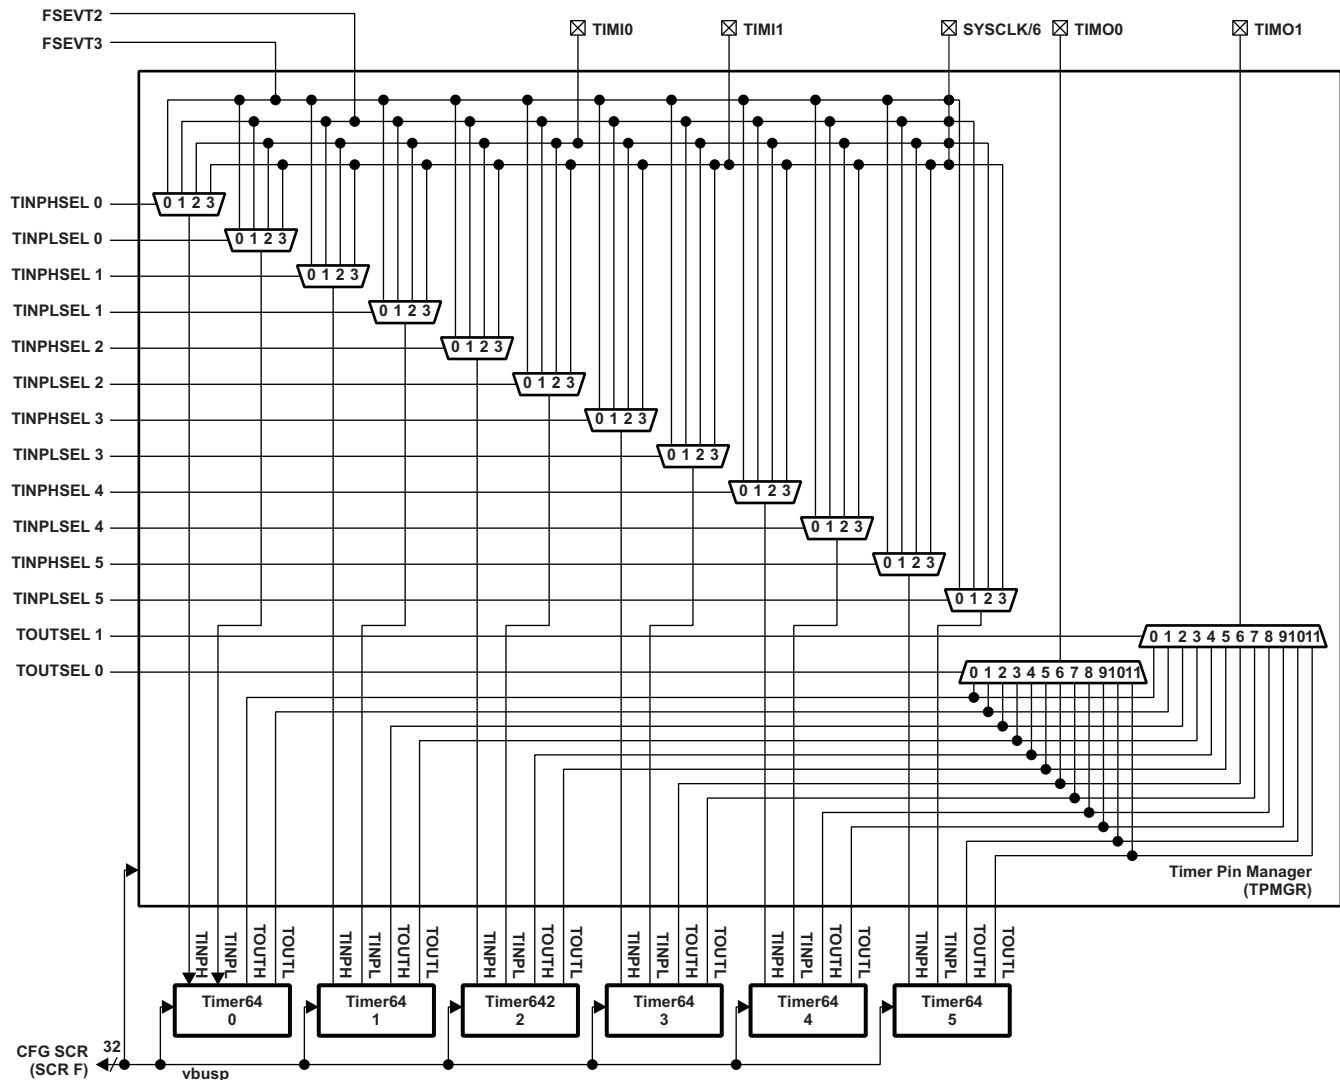 FSEVT2
FSEVT3
TIMI0
TIMI1
SYSCLK/6
TIMO0
TIMO1
TINPHSEL 0
0 1 2 3
TINPLSEL 0
0 1 2 3
TINPHSEL 1
0 1 2 3
TINPLSEL 1
0 1 2 3
TINPHSEL 2
0 1 2 3
TINPLSEL 2
0 1 2 3
TINPHSEL 3
0 1 2 3
TINPLSEL 3
0 1 2 3
TINPHSEL 4
0 1 2 3
TINPLSEL 4
0 1 2 3
TINPHSEL 5
0 1 2 3
TINPLSEL 5
0 1 2 3
TOUTSEL 1
0 1 2 3 4 5 6 7 8 9 10 11
TOUTSEL 0
0 1 2 3 4 5 6 7 8 9 10 11
Timer Pin Manager
(TPMGR)
TINPH
TINPL
TOUTH
TOUTL
TINPH
TINPL
TOUTH
TOUTL
TINPH
TINPL
TOUTH
TOUTL
TINPH
TINPL
TOUTH
TOUTL
TINPH
TINPL
TOUTH
TOUTL
TINPH
TINPL
TOUTH
TOUTL
Timer64
0
Timer64
1
Timer642
2
Timer64
3
Timer64
4
Timer64
5
CFG SCR
(SCR F)
32
vbusp